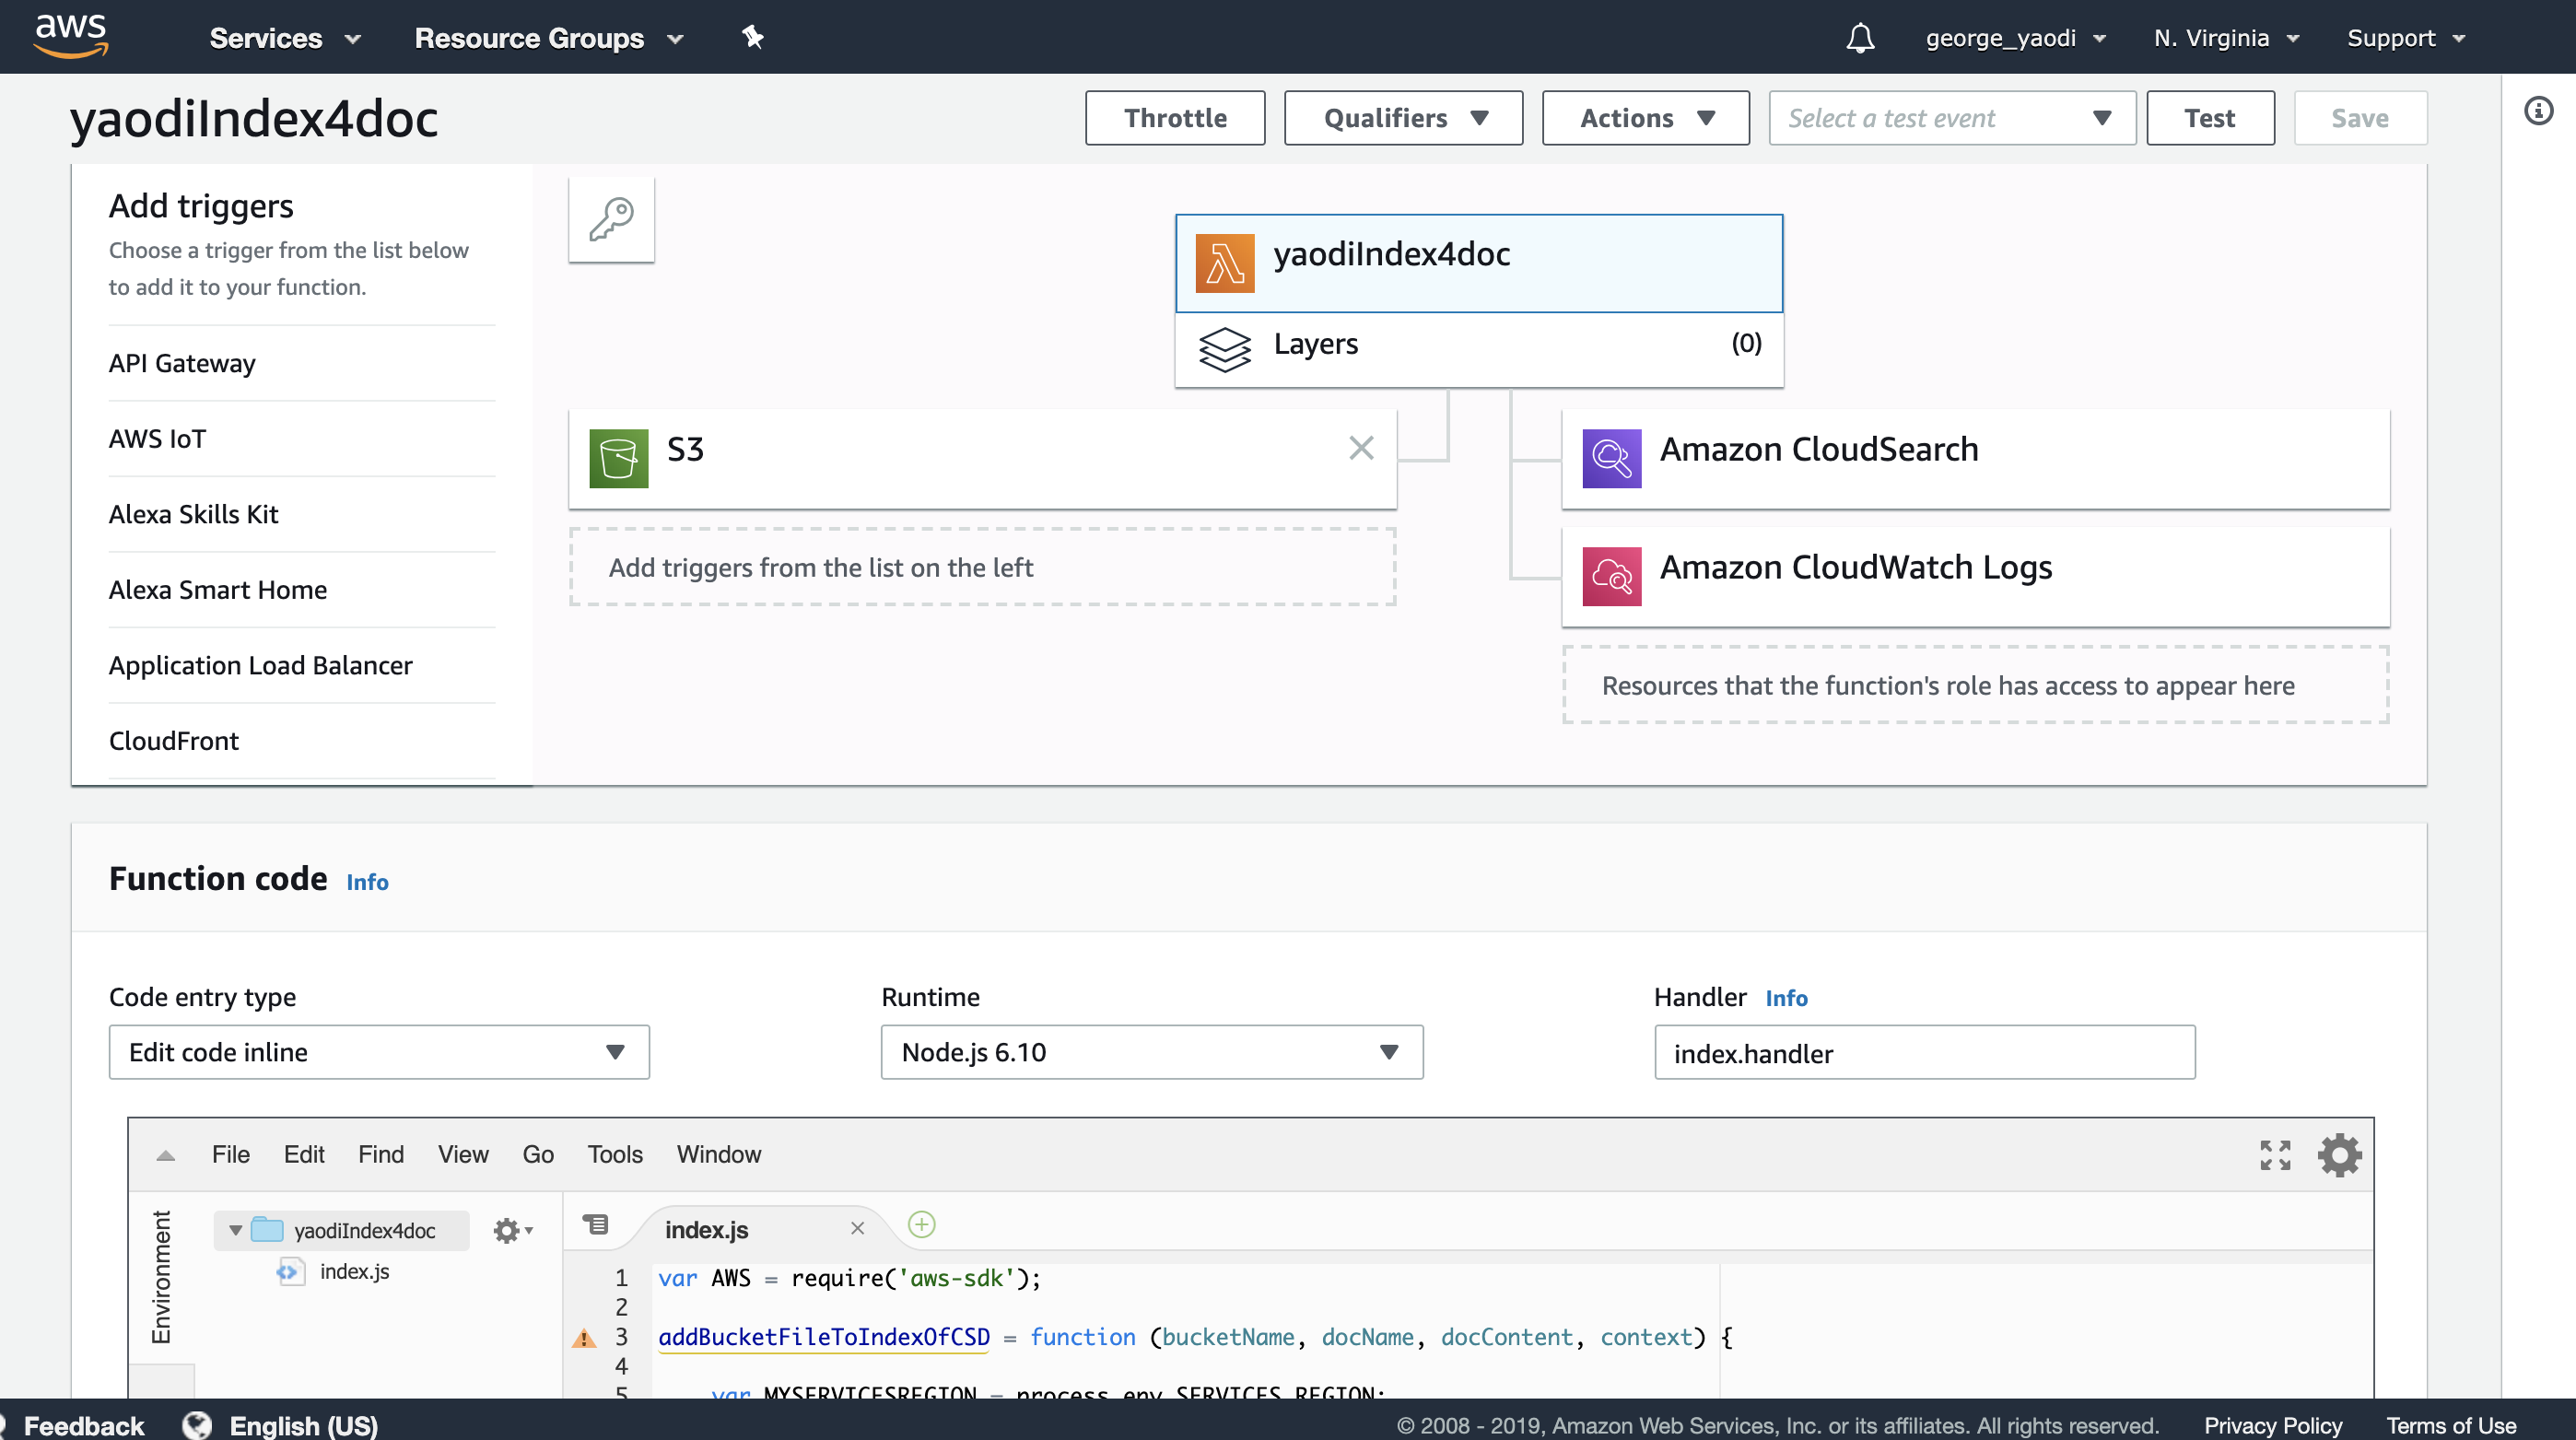 aws
Services
Resource Groups
george_yaodi
N. Virginia
Support
yaodiIndex4doc
Throttle
Qualifiers
Actions
Select a test event
Test
Save
Add triggers
Choose a trigger from the list below
to add it to your function.
API Gateway
AWS IoT
Alexa Skills Kit
Alexa Smart Home
Application Load Balancer
CloudFront
yaodiIndex4doc
Layers
(0)
S3
Add triggers from the list on the left
Amazon CloudSearch
Amazon CloudWatch Logs
Resources that the function's role has access to appear here
Function code Info
Code entry type
Edit code inline
Runtime
Node.js 6.10
Handler Info
index.handler
File Edit Find View Go Tools Window
Environment
yaodiIndex4doc
index.js
index.js
1 var AWS = require('aws-sdk');
2
3 addBucketFileToIndexOfCSD = function (bucketName, docName, docContent, context) {
4
5 var MYSERVICESREGION = process.env.SERVICES_REGION;
Feedback
English (US)
© 2008 - 2019, Amazon Web Services, Inc. or its affiliates. All rights reserved.
Privacy Policy
Terms of Use